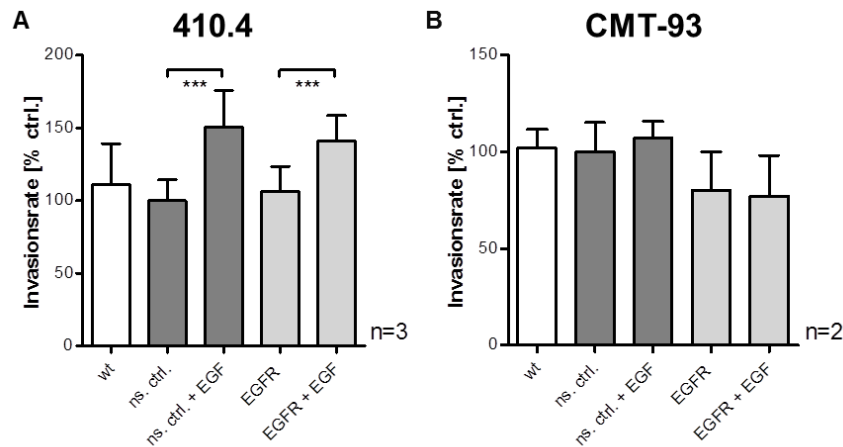 A
410.4
Invasionsrate [% ctrl.]
200
150
100
50
0
***
***
wt
ns. ctrl.
ns. ctrl. + EGF
EGFR
EGFR + EGF
n=3
B
CMT-93
Invasionsrate [% ctrl.]
150
100
50
0
wt
ns. ctrl.
ns. ctrl. + EGF
EGFR
EGFR + EGF
n=2